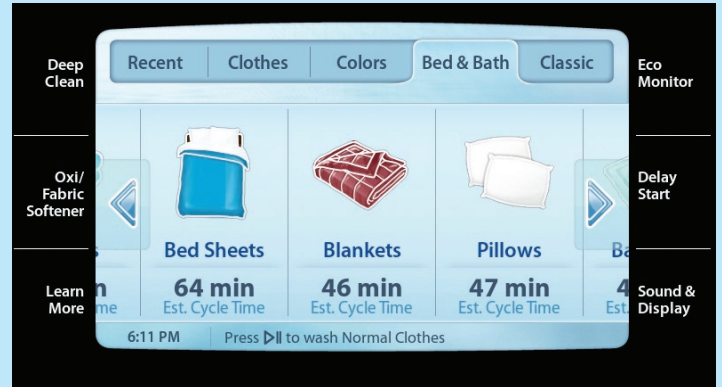 Deep
Clean
Oxi/
Fabric
Softener
Learn
More
Recent
Clothes
Colors
Bed & Bath
Classic
Bed Sheets
64 min
Est. Cycle Time
Blankets
46 min
Est. Cycle Time
Pillows
47 min
Est. Cycle Time
6:11 PM
Press ▷II to wash Normal Clothes
Eco
Monitor
Delay
Start
Sound &
Display